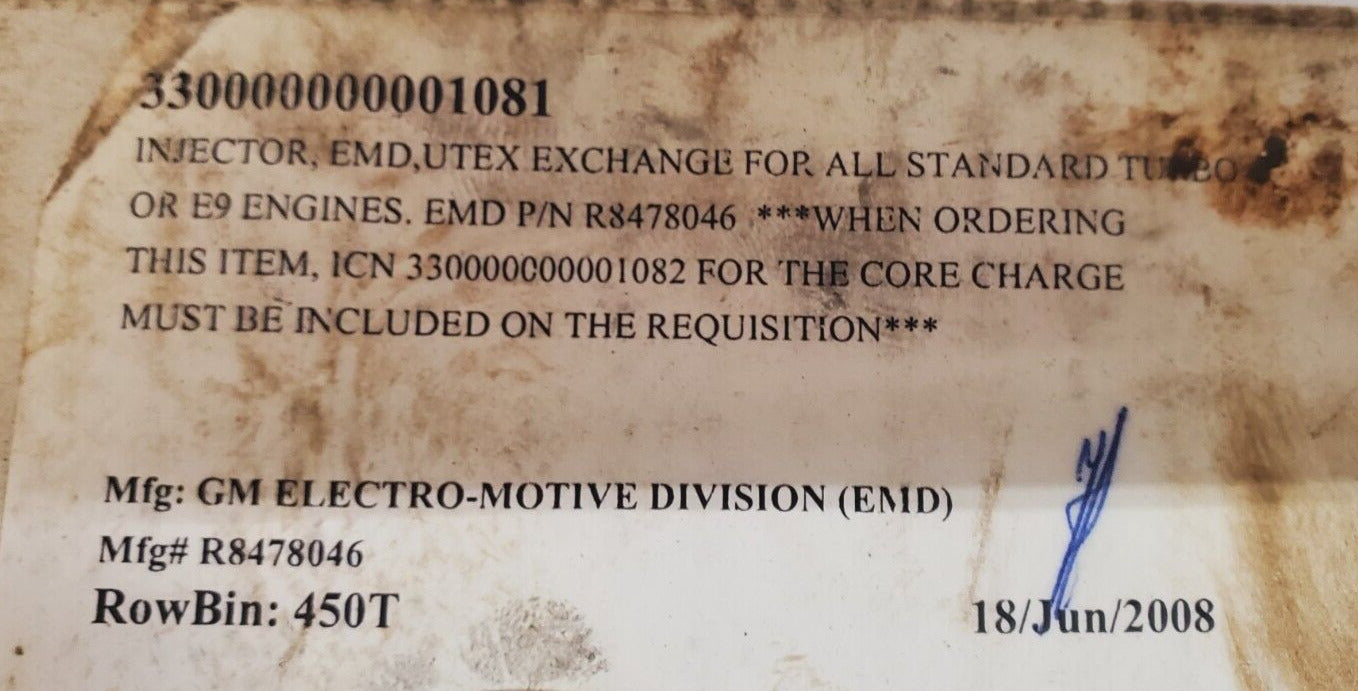 330000000001081
INJECTOR, EMD,UTEX EXCHANGE FOR ALL STANDARD TURBO
OR E9 ENGINES. EMD P/N R8478046 ***WHEN ORDERING
THIS ITEM, ICN 330000000001082 FOR THE CORE CHARGE
MUST BE INCLUDED ON THE REQUISITION***
Mfg: GM ELECTRO-MOTIVE DIVISION (EMD)
Mfg# R8478046
RowBin: 450T
18/Jun/2008